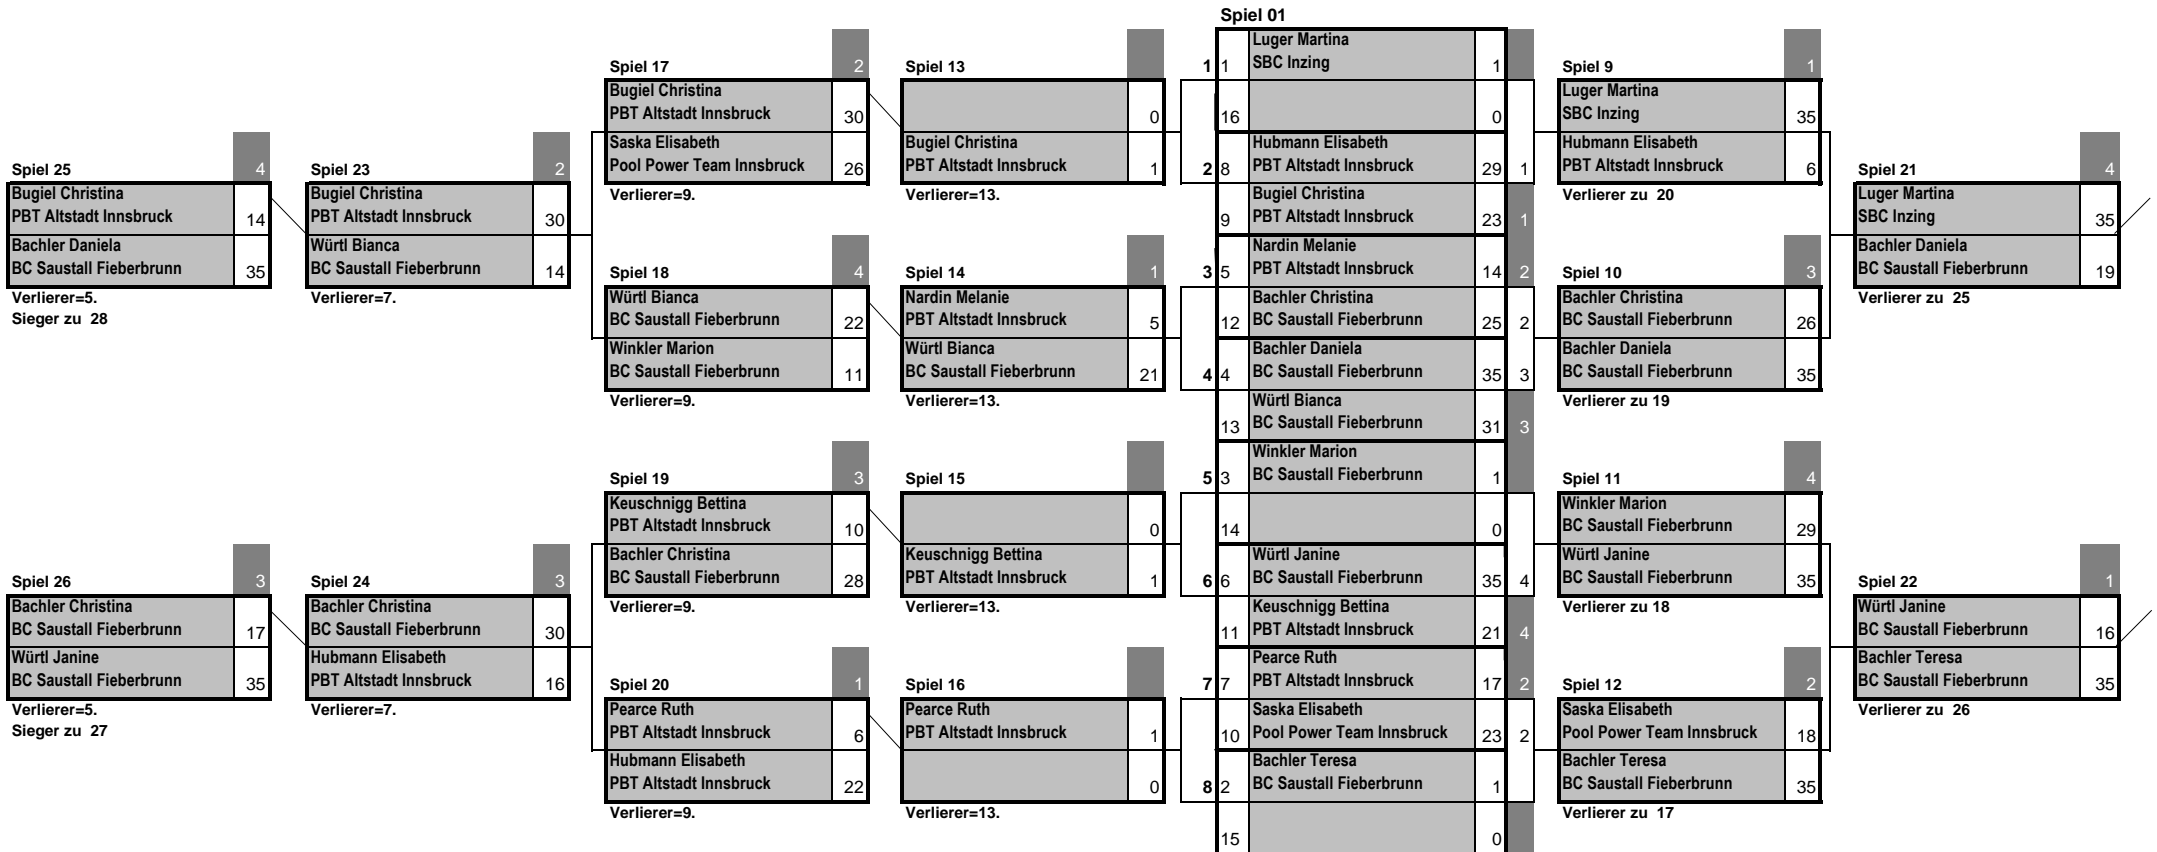 Spiel 25 4
Bugiel Christina
PBT Altstadt Innsbruck 14
Bachler Daniela
BC Saustall Fieberbrunn 35
Verlierer=5.
Sieger zu 28
Spiel 26 3
Bachler Christina
BC Saustall Fieberbrunn 17
Würtl Janine
BC Saustall Fieberbrunn 35
Verlierer=5.
Sieger zu 27
Spiel 23 2
Bugiel Christina
PBT Altstadt Innsbruck 30
Würtl Bianca
BC Saustall Fieberbrunn 14
Verlierer=7.
Spiel 24 3
Bachler Christina
BC Saustall Fieberbrunn 30
Hubmann Elisabeth
PBT Altstadt Innsbruck 16
Verlierer=7.
Spiel 17 2
Bugiel Christina
PBT Altstadt Innsbruck 30
Saska Elisabeth
Pool Power Team Innsbruck 26
Verlierer=9.
Spiel 18 4
Würtl Bianca
BC Saustall Fieberbrunn 22
Winkler Marion
BC Saustall Fieberbrunn 11
Verlierer=9.
Spiel 19 3
Keuschnigg Bettina
PBT Altstadt Innsbruck 10
Bachler Christina
BC Saustall Fieberbrunn 28
Verlierer=9.
Spiel 20 1
Pearce Ruth
PBT Altstadt Innsbruck 6
Hubmann Elisabeth
PBT Altstadt Innsbruck 22
Verlierer=9.
Spiel 13
0
Bugiel Christina
PBT Altstadt Innsbruck 1
Verlierer=13.
Spiel 14 1
Nardin Melanie
PBT Altstadt Innsbruck 5
Würtl Bianca
BC Saustall Fieberbrunn 21
Verlierer=13.
Spiel 15
0
Keuschnigg Bettina
PBT Altstadt Innsbruck 1
Verlierer=13.
Spiel 16
Pearce Ruth
PBT Altstadt Innsbruck 1
0
Verlierer=13.
Spiel 01
Luger Martina
1 1 SBC Inzing 1
16 0
Hubmann Elisabeth
2 8 PBT Altstadt Innsbruck 29 1
Bugiel Christina
9 PBT Altstadt Innsbruck 23 1
Nardin Melanie
3 5 PBT Altstadt Innsbruck 14 2
Bachler Christina
12 BC Saustall Fieberbrunn 25 2
Bachler Daniela
4 4 BC Saustall Fieberbrunn 35 3
Würtl Bianca
13 BC Saustall Fieberbrunn 31 3
Winkler Marion
5 3 BC Saustall Fieberbrunn 1
14 0
Würtl Janine
6 6 BC Saustall Fieberbrunn 35 4
Keuschnigg Bettina
11 PBT Altstadt Innsbruck 21 4
Pearce Ruth
7 7 PBT Altstadt Innsbruck 17 2
Saska Elisabeth
10 Pool Power Team Innsbruck 23 2
Bachler Teresa
8 2 BC Saustall Fieberbrunn 1
15 0
Spiel 9 1
Luger Martina
SBC Inzing 35
Hubmann Elisabeth
PBT Altstadt Innsbruck 6
Verlierer zu 20
Spiel 10 3
Bachler Christina
BC Saustall Fieberbrunn 26
Bachler Daniela
BC Saustall Fieberbrunn 35
Verlierer zu 19
Spiel 11 4
Winkler Marion
BC Saustall Fieberbrunn 29
Würtl Janine
BC Saustall Fieberbrunn 35
Verlierer zu 18
Spiel 12 2
Saska Elisabeth
Pool Power Team Innsbruck 18
Bachler Teresa
BC Saustall Fieberbrunn 35
Verlierer zu 17
Spiel 21 4
Luger Martina
SBC Inzing 35
Bachler Daniela
BC Saustall Fieberbrunn 19
Verlierer zu 25
Spiel 22 1
Würtl Janine
BC Saustall Fieberbrunn 16
Bachler Teresa
BC Saustall Fieberbrunn 35
Verlierer zu 26